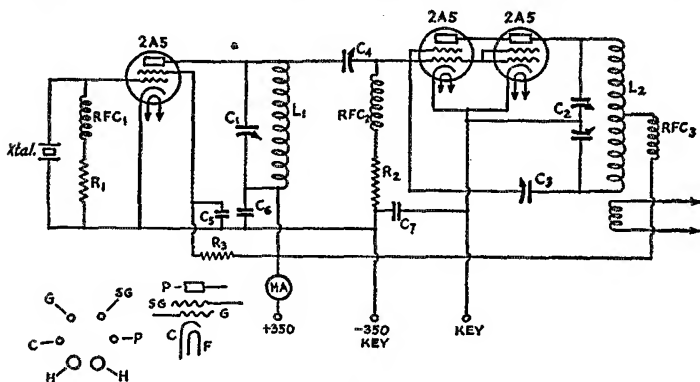 2A5
2A5 2A5
C4
L1
L2
RFC1
C1
RFC2
C2
RFC3
Xtal.
R1
R2
C3
C5
C6
C7
R3
P
SG
G
C
F
G
SG
C
P
H
H
MA
+350
-350
KEY
KEY